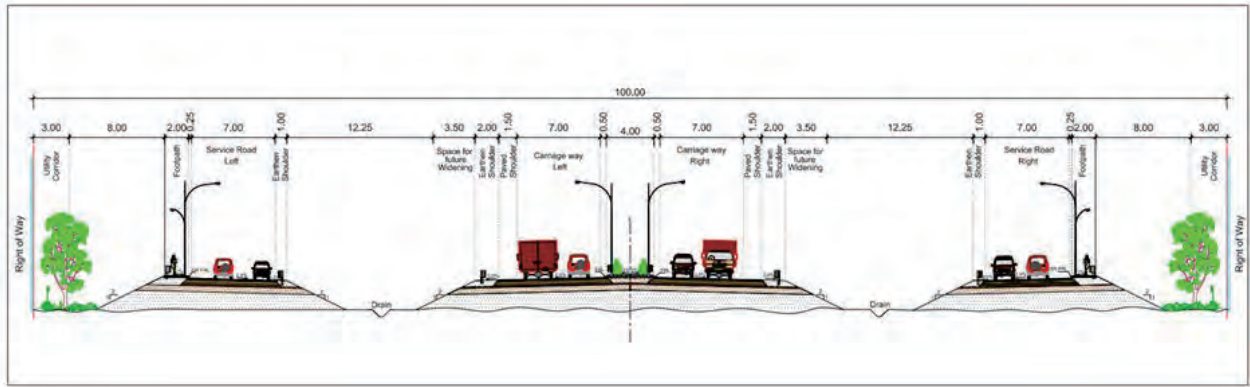 100.00
3.00 8.00 2.00 0.25 7.00 1.00 12.25 3.50 2.00 1.50 7.00 0.50 4.00 0.50 7.00 1.50 2.00 3.50 12.25 1.00 7.00 0.25 2.00 8.00 3.00
Utility
Corridor
Footpath
Service Road
Left
Earthen
Shoulder
Space for
future
Widening
Earthen
Shoulder
Paved
Shoulder
Carriage way
Left
Carriage way
Right
Paved
Shoulder
Earthen
Shoulder
Space for
future
Widening
Earthen
Shoulder
Service Road
Right
Footpath
Utility
Corridor
Right of Way
Right of Way
Drain
Drain